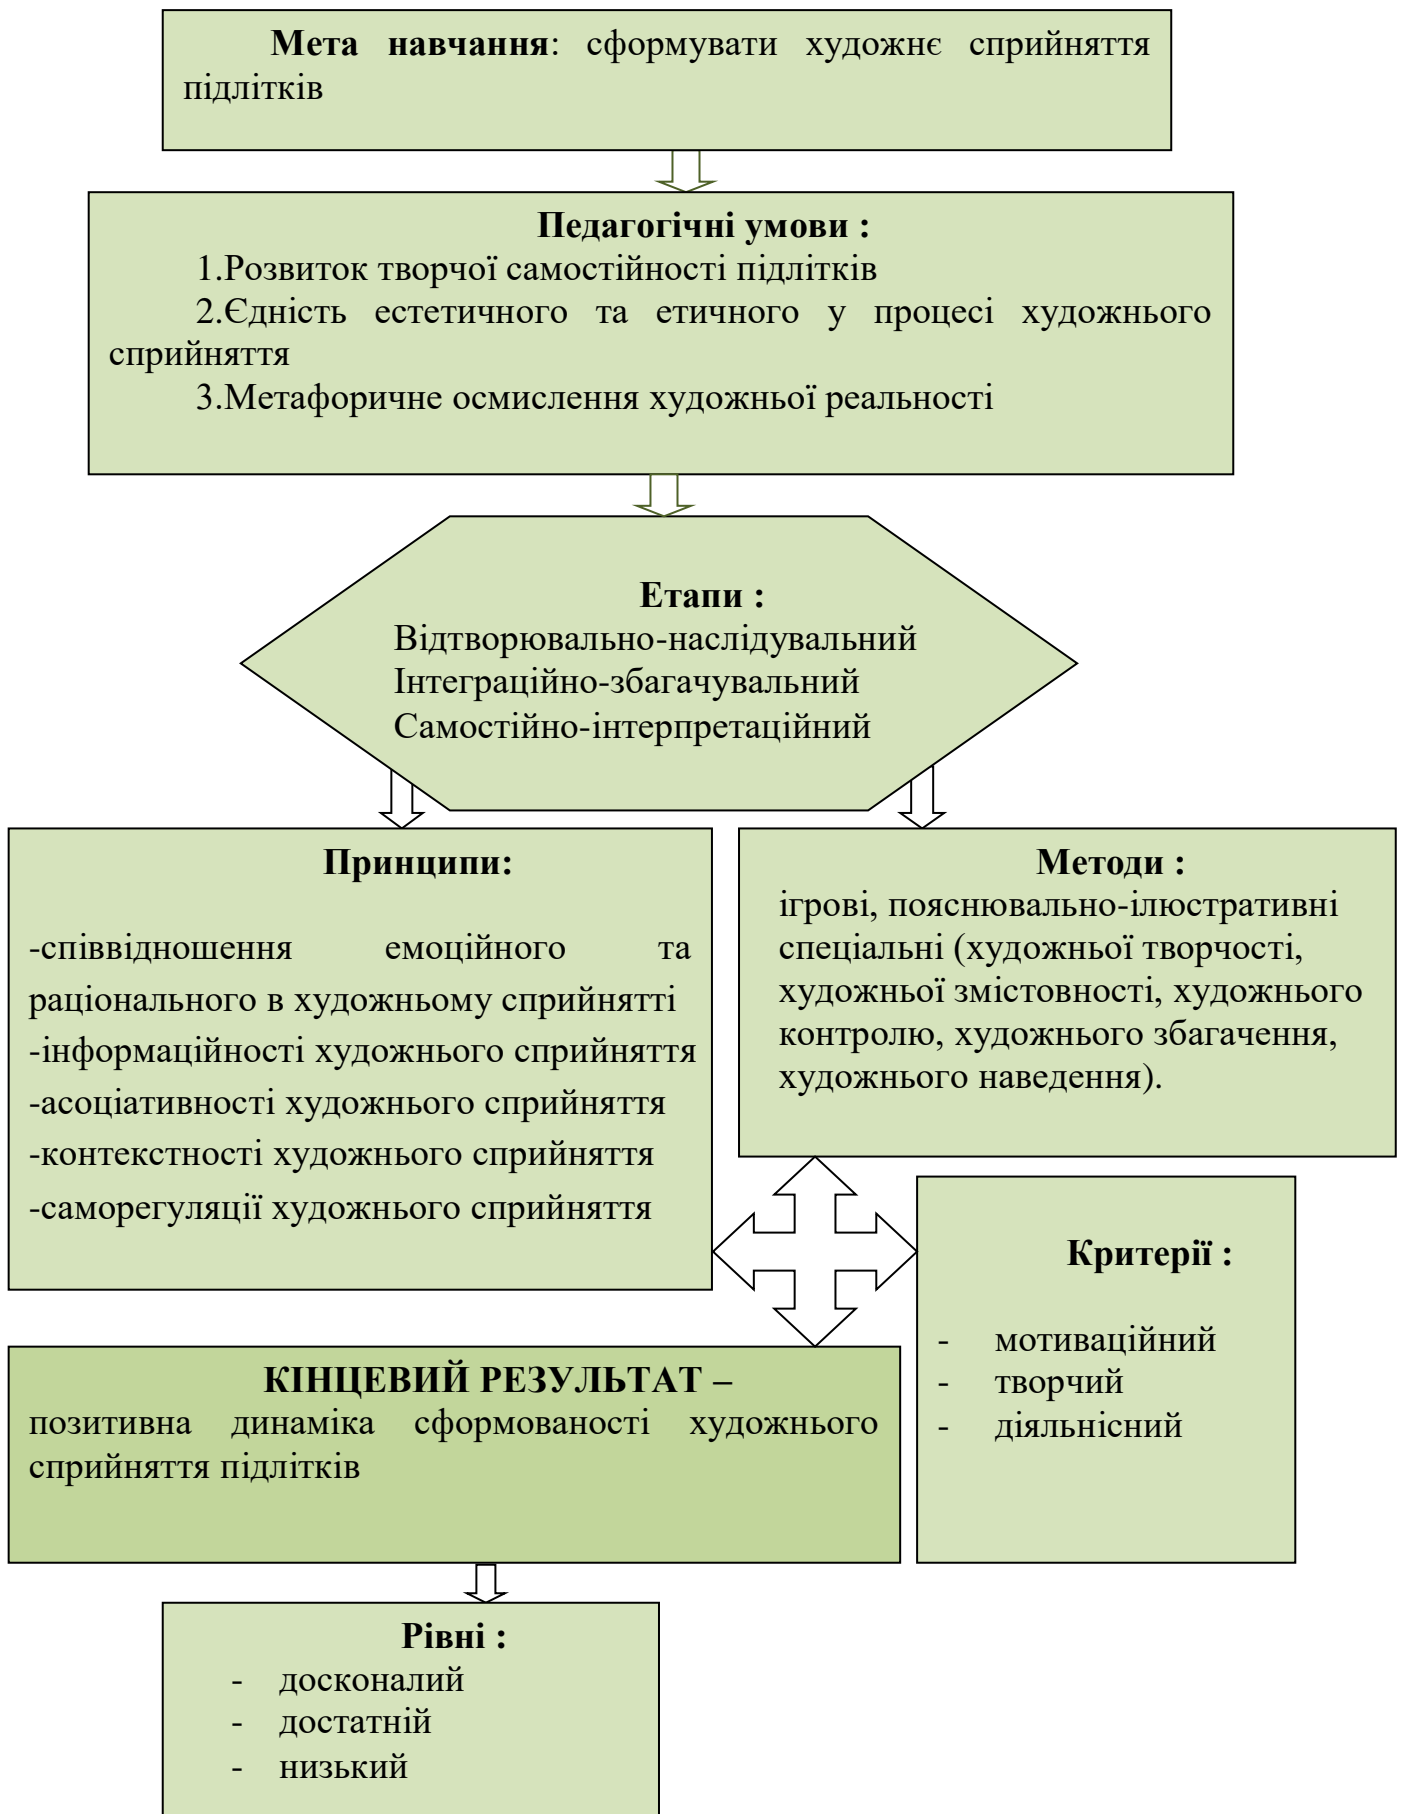 Мета навчання: сформувати художнє сприйняття
підлітків
Педагогічні умови :
1.Розвиток творчої самостійності підлітків
2.Єдність естетичного та етичного у процесі художнього
сприйняття
3.Метафоричне осмислення художньої реальності
Етапи :
Відтворювально-наслідувальний
Інтеграційно-збагачувальний
Самостійно-інтерпретаційний
Принципи:
-співвідношення емоційного та
раціонального в художньому сприйнятті
-інформаційності художнього сприйняття
-асоціативності художнього сприйняття
-контекстності художнього сприйняття
-саморегуляції художнього сприйняття
Методи :
ігрові, пояснювально-ілюстративні
спеціальні (художньої творчості,
художньої змістовності, художнього
контролю, художнього збагачення,
художнього наведення).
Критерії :
- мотиваційний
- творчий
- діяльнісний
КІНЦЕВИЙ РЕЗУЛЬТАТ –
позитивна динаміка сформованості художнього
сприйняття підлітків
Рівні :
- досконалий
- достатній
- низький